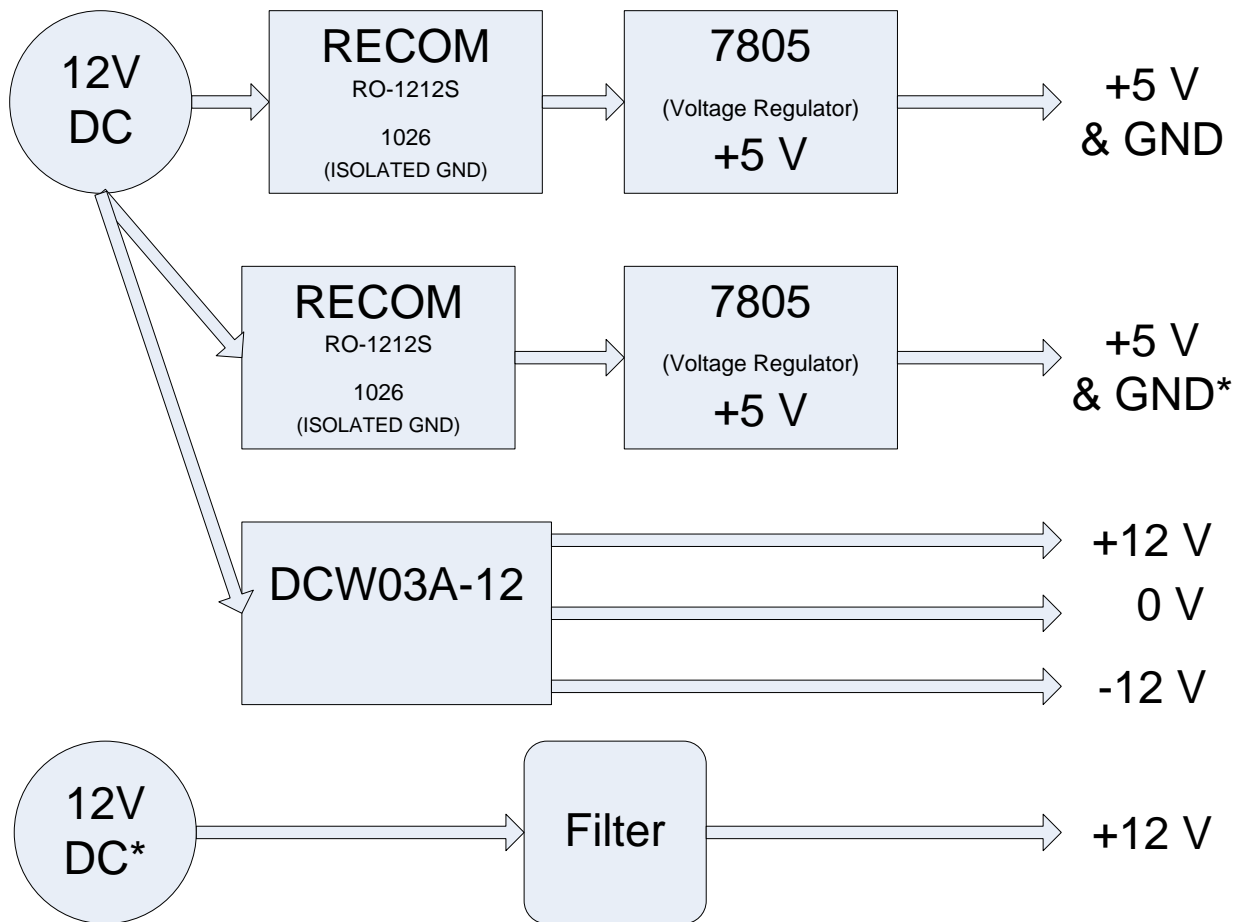 12V
DC
RECOM
RO-1212S
1026
(ISOLATED GND)
7805
(Voltage Regulator)
+5 V
+5 V
& GND
RECOM
RO-1212S
1026
(ISOLATED GND)
7805
(Voltage Regulator)
+5 V
+5 V
& GND*
DCW03A-12
+12 V
0 V
-12 V
12V
DC*
Filter
+12 V